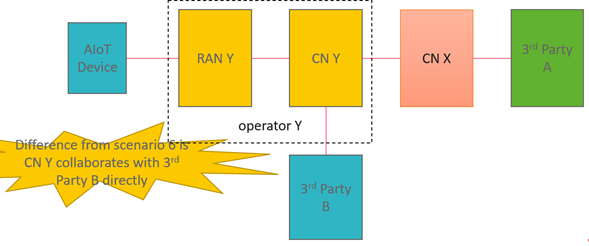 AIoT
Device
RAN Y
CN Y
CN X
3rd Party
A
operator Y
Difference from scenario 6 is
CN Y collaborates with 3rd
Party B directly
3rd Party
B